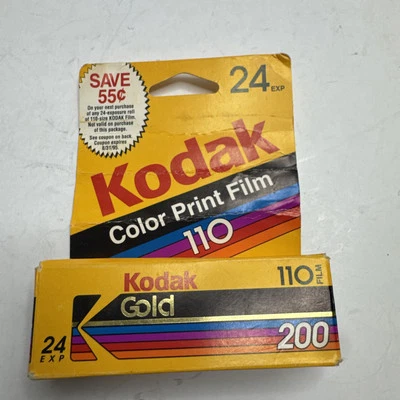 SAVE
55¢
On your next purchase
of any 24-exposure roll
of 110-size KODAK Film.
Not valid on purchase
of this package.
See coupon on back.
Coupon expires
24 EXP
Kodak
Color Print Film
110
Kodak
Gold
110
FILM
24
EXP
200